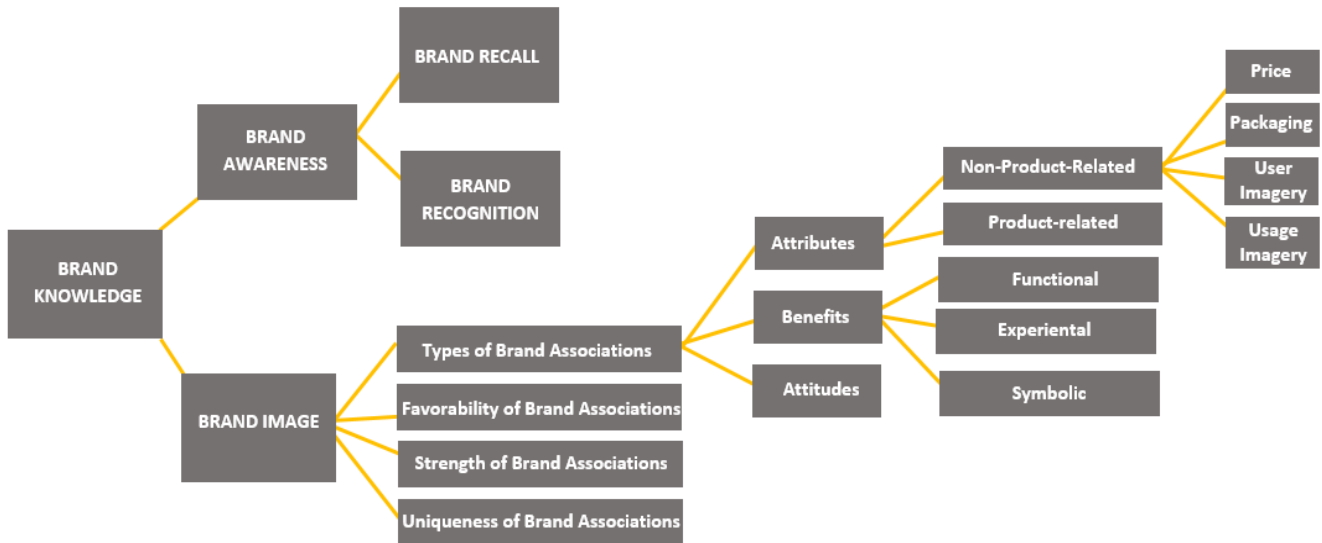 BRAND RECALL
BRAND
AWARENESS
BRAND
RECOGNITION
BRAND
KNOWLEDGE
BRAND IMAGE
Types of Brand Associations
Favorability of Brand Associations
Strength of Brand Associations
Uniqueness of Brand Associations
Attributes
Benefits
Attitudes
Non-Product-Related
Product-related
Functional
Experiental
Symbolic
Price
Packaging
User
Imagery
Usage
Imagery